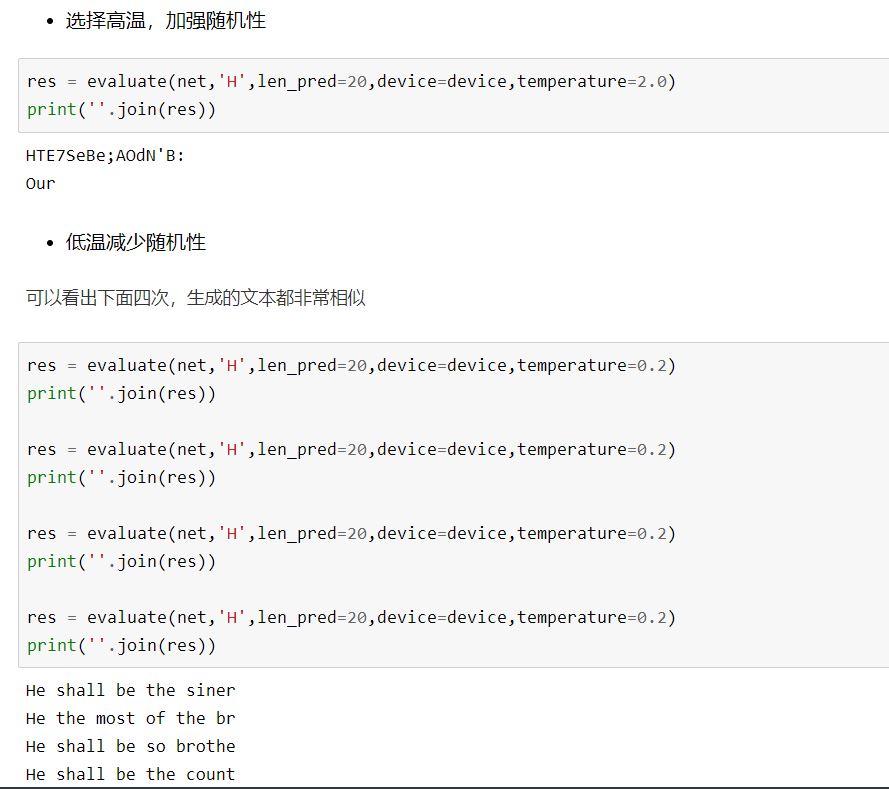 选择高温，加强随机性
res = evaluate(net,'H',len_pred=20,device=device,temperature=2.0)
print(''.join(res))
HTE7SeBe;AOdN'B:
Our
低温减少随机性
可以看出下面四次，生成的文本都非常相似
res = evaluate(net,'H',len_pred=20,device=device,temperature=0.2)
print(''.join(res))
res = evaluate(net,'H',len_pred=20,device=device,temperature=0.2)
print(''.join(res))
res = evaluate(net,'H',len_pred=20,device=device,temperature=0.2)
print(''.join(res))
res = evaluate(net,'H',len_pred=20,device=device,temperature=0.2)
print(''.join(res))
He shall be the siner
He the most of the br
He shall be so brothe
He shall be the count